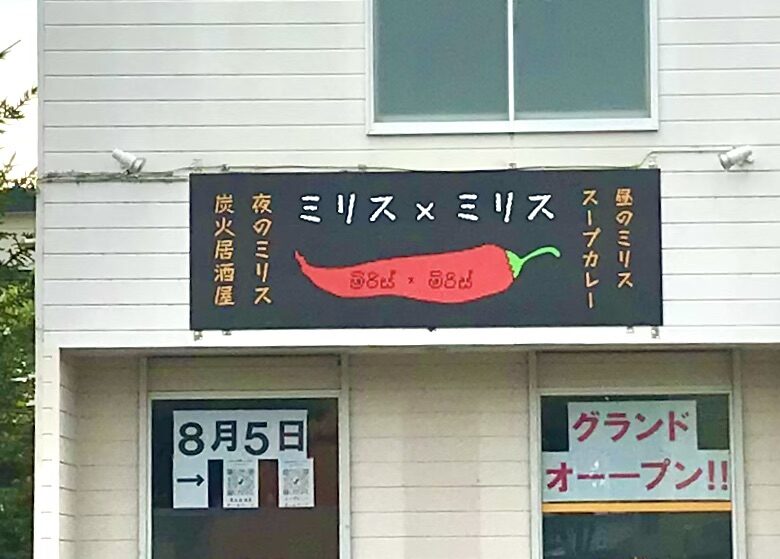 ミリス×ミリス
昼のミリス
スープカレー
夜のミリス
炭火居酒屋
මිරිස් × මිරිස්
8月5日
→
グランド
オーープン!!